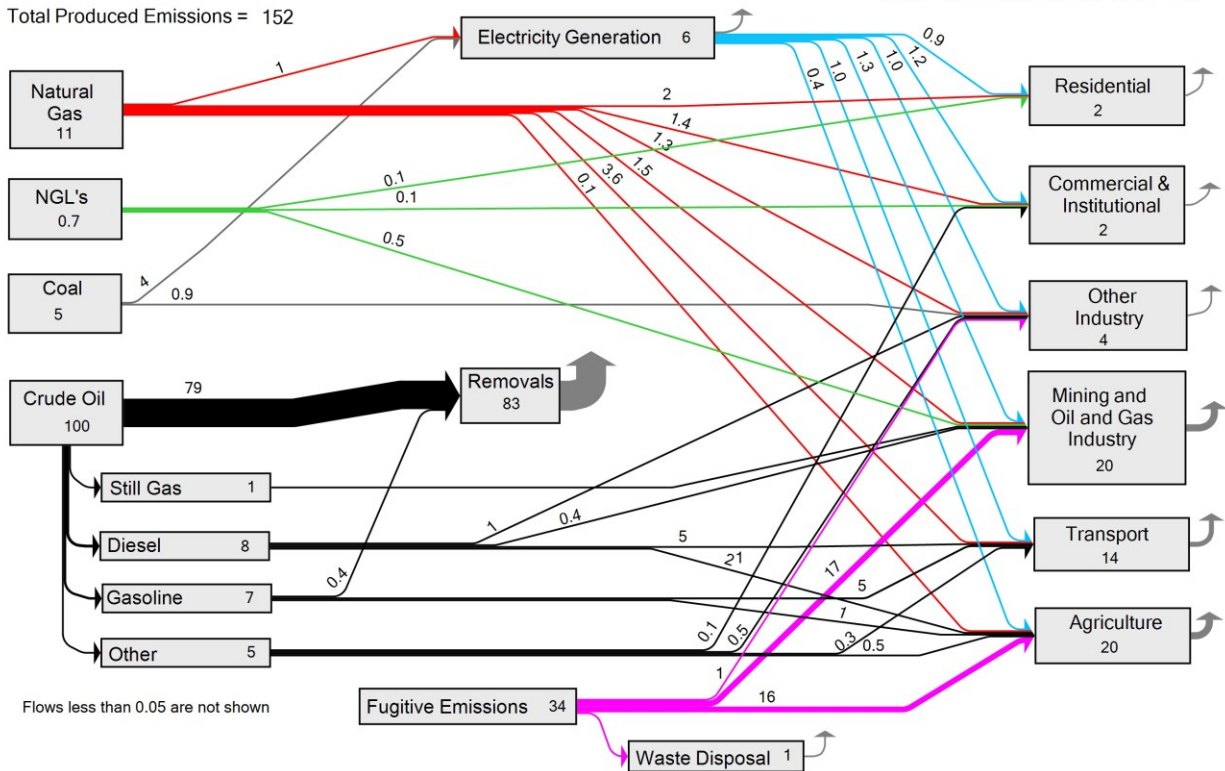 Total Produced Emissions = 152
Electricity Generation 6
Natural
Gas
11
NGL's
0.7
Coal
5
Crude Oil
100
Still Gas 1
Diesel 8
Gasoline 7
Other 5
Removals
83
Fugitive Emissions 34
Waste Disposal 1
Residential
2
Commercial &
Institutional
2
Other
Industry
4
Mining and
Oil and Gas
Industry
20
Transport
14
Agriculture
20
1
4
2
1.4
1.3
1.5
3.6
0.1
0.1
0.1
0.5
0.9
79
0.9
1.2
1.0
1.3
1.0
0.4
1
0.4
5
21
0.4
5
1
0.1
0.5
0.3
0.5
1
17
16
Flows less than 0.05 are not shown